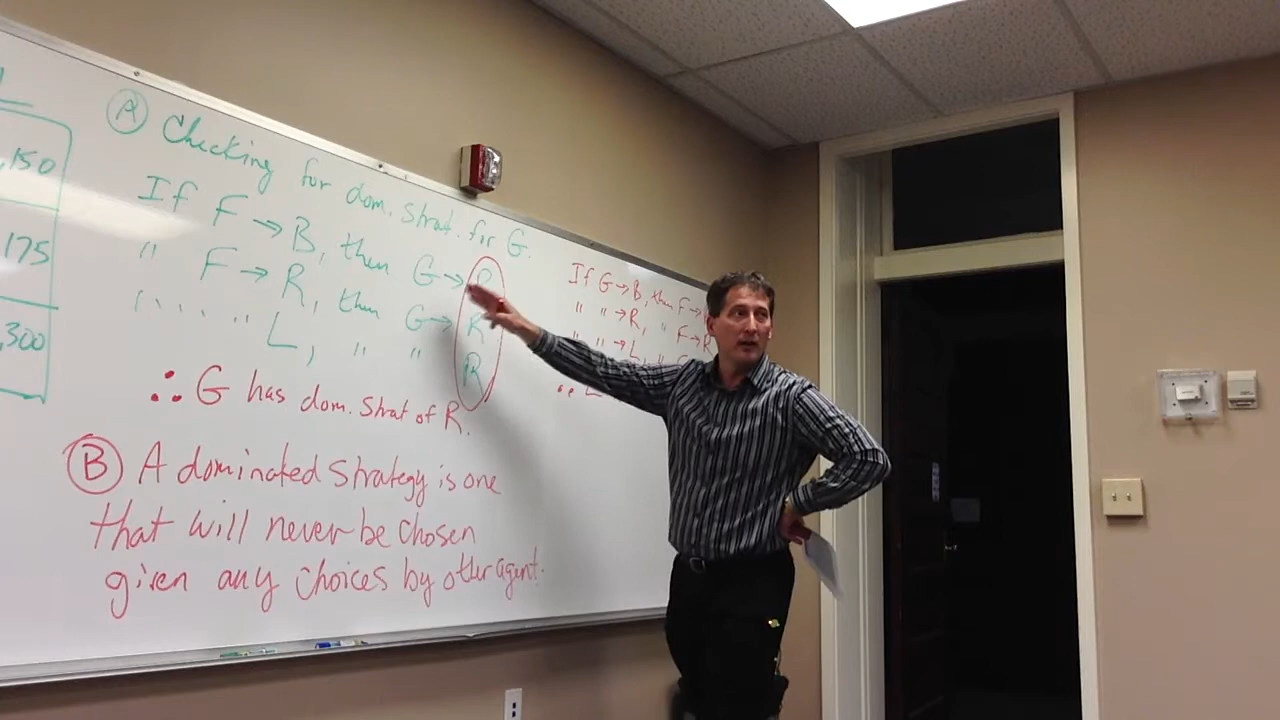 ,150
175
,300
A Checking for dom. strat. for G.
If F → B, then G → R
" F → R, then G → R
" " " " L, " " R
∴ G has dom. strat of R.
B A dominated strategy is one
that will never be chosen
given any choices by other agent.
If G → B, then F →
" " → R, " F → R
" " → L, "